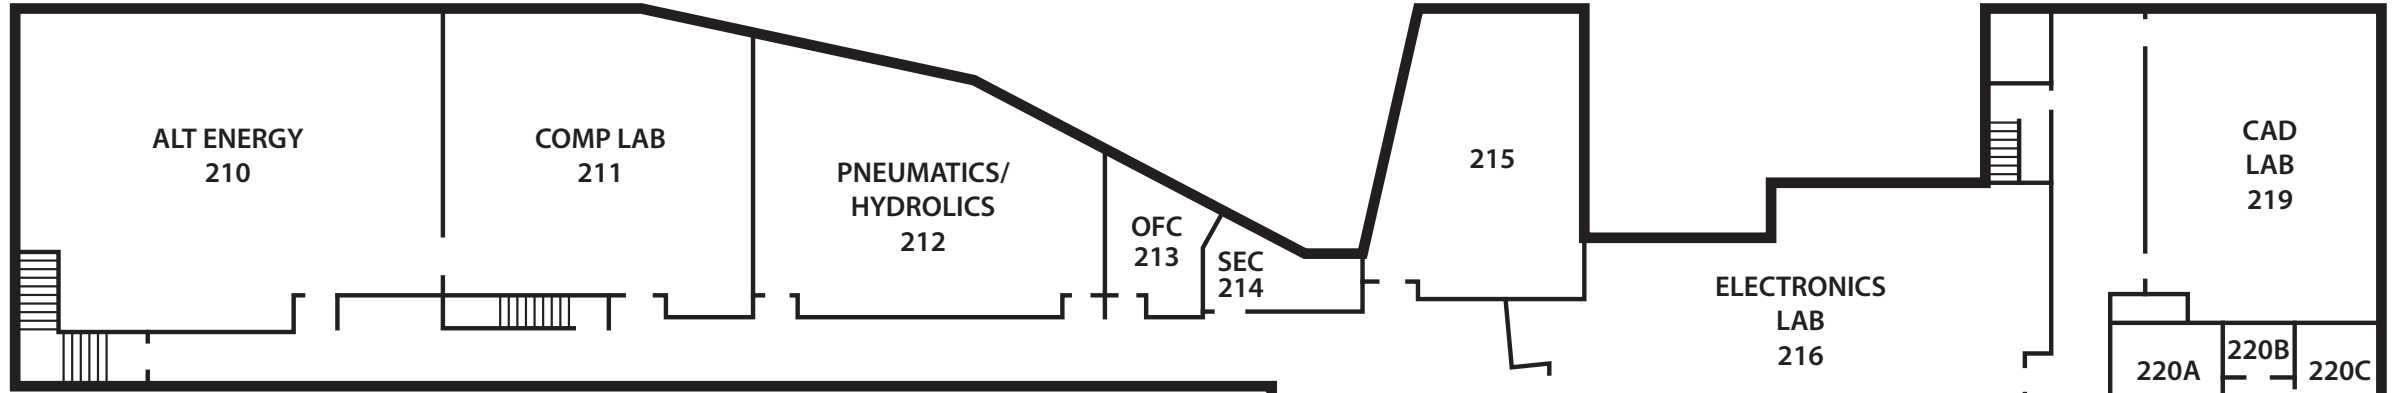 ALT ENERGY
210
COMP LAB
211
PNEUMATICS/
HYDROLICS
212
OFC
213
SEC
214
215
ELECTRONICS
LAB
216
CAD
LAB
219
220A
220B
220C